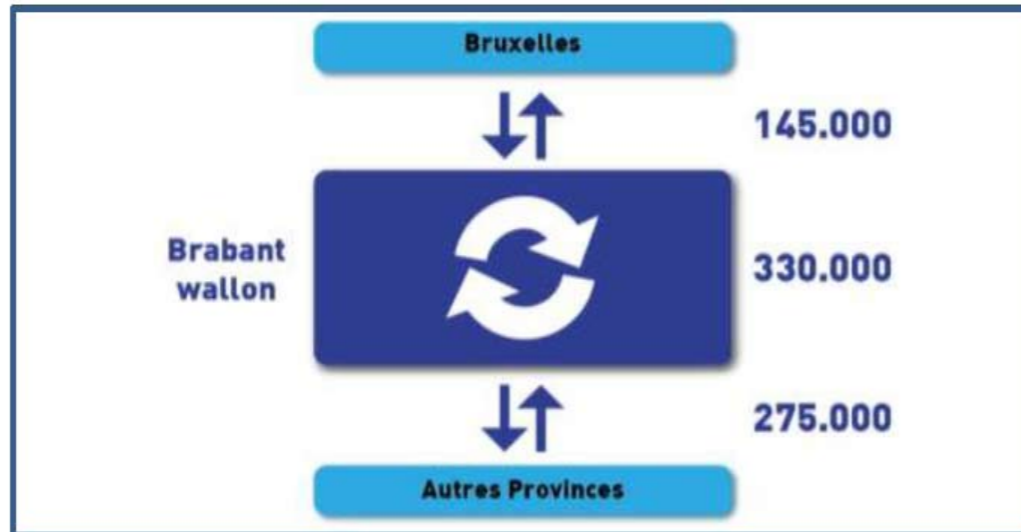 Bruxelles
145.000
Brabant
wallon
330.000
275.000
Autres Provinces